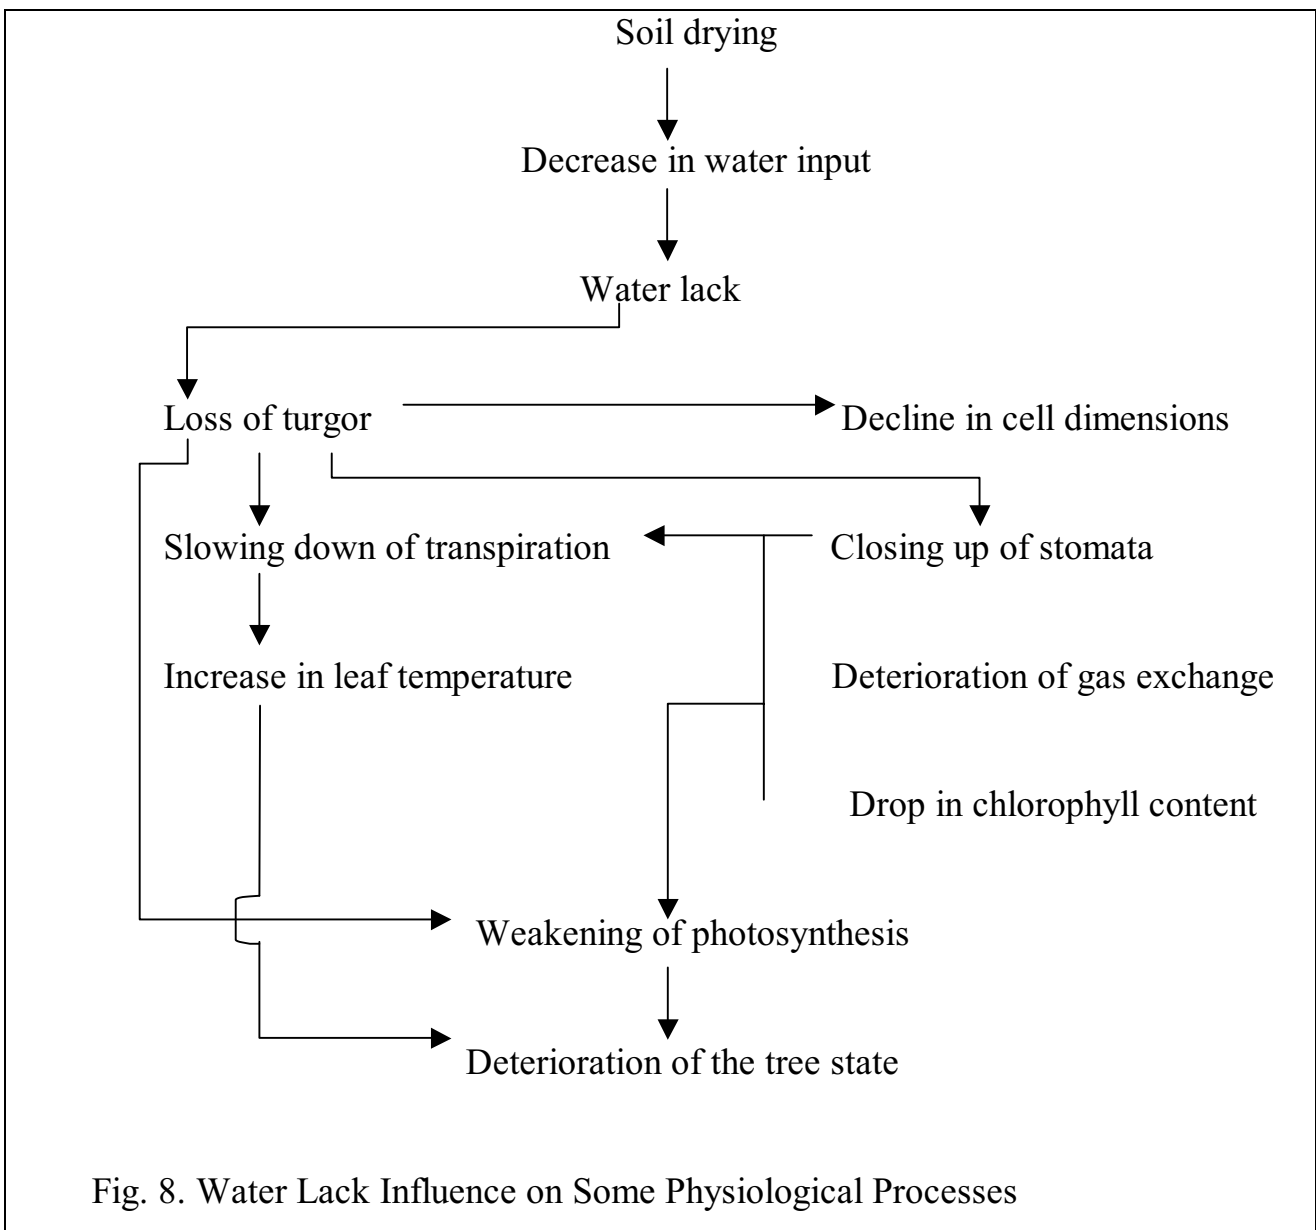 Soil drying
Decrease in water input
Water lack
Loss of turgor
Decline in cell dimensions
Slowing down of transpiration
Closing up of stomata
Increase in leaf temperature
Deterioration of gas exchange
Drop in chlorophyll content
Weakening of photosynthesis
Deterioration of the tree state
Fig. 8. Water Lack Influence on Some Physiological Processes